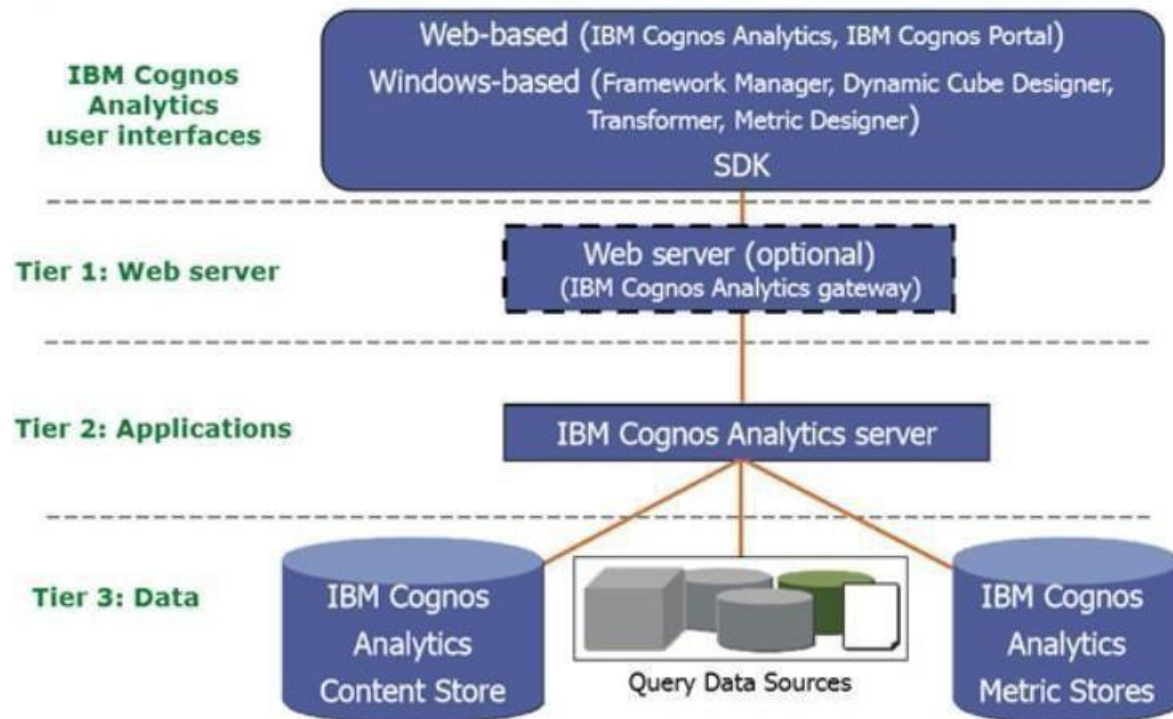 IBM Cognos
Analytics
user interfaces
Web-based (IBM Cognos Analytics, IBM Cognos Portal)
Windows-based (Framework Manager, Dynamic Cube Designer,
Transformer, Metric Designer)
SDK
Tier 1: Web server
Web server (optional)
(IBM Cognos Analytics gateway)
Tier 2: Applications
IBM Cognos Analytics server
Tier 3: Data
IBM Cognos
Analytics
Content Store
Query Data Sources
IBM Cognos
Analytics
Metric Stores